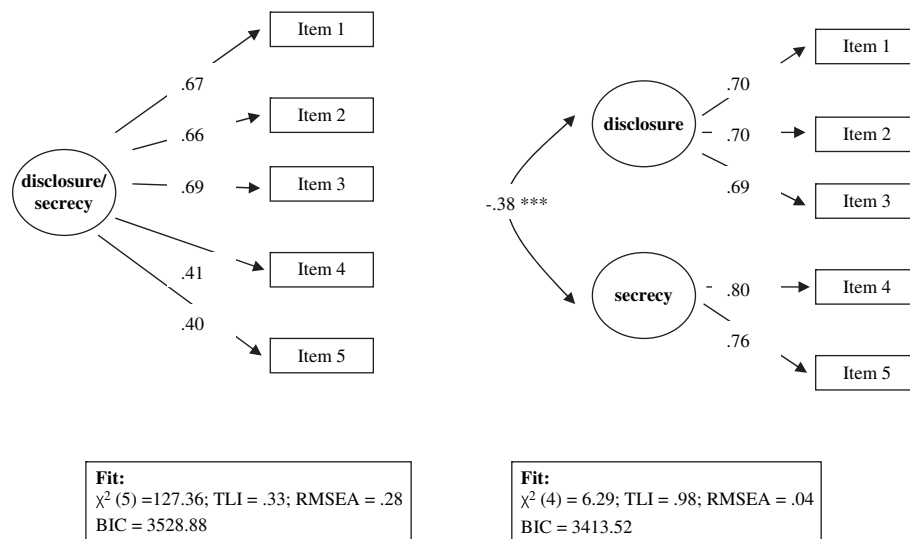 Item 1
.67
Item 2
.66
Item 3
.69
disclosure/
secrecy
Item 4
.41
.40
Item 5
Fit:
χ² (5) =127.36; TLI = .33; RMSEA = .28
BIC = 3528.88
Item 1
.70
disclosure
.70
Item 2
.69
Item 3
-.38 ***
secrecy
.80
Item 4
.76
Item 5
Fit:
χ² (4) = 6.29; TLI = .98; RMSEA = .04
BIC = 3413.52